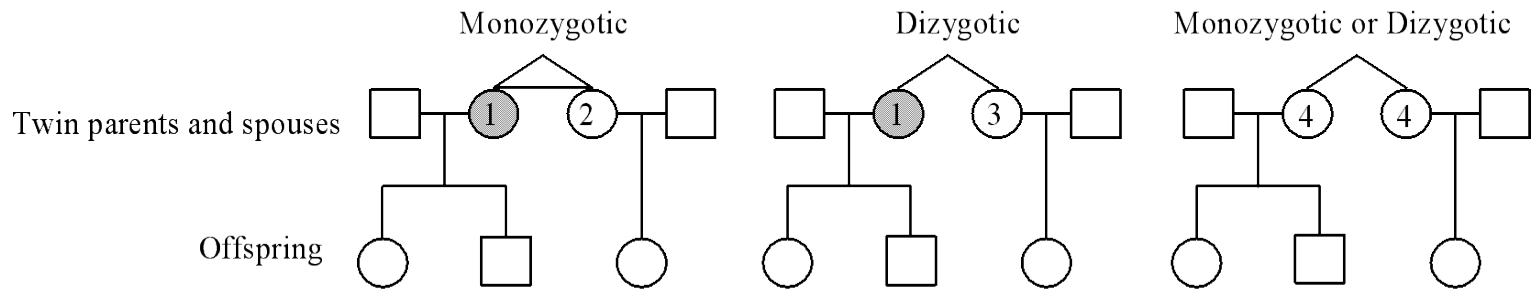 Monozygotic
Dizygotic
Monozygotic or Dizygotic
Twin parents and spouses
1
2
1
3
4
4
Offspring